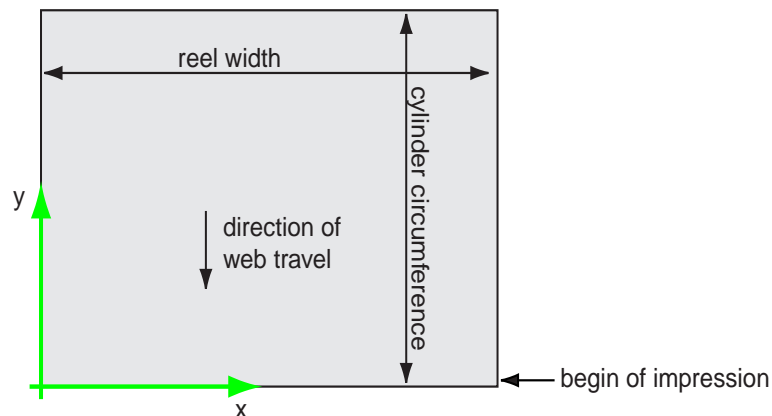 reel width
cylinder circumference
y
direction of
web travel
begin of impression
x